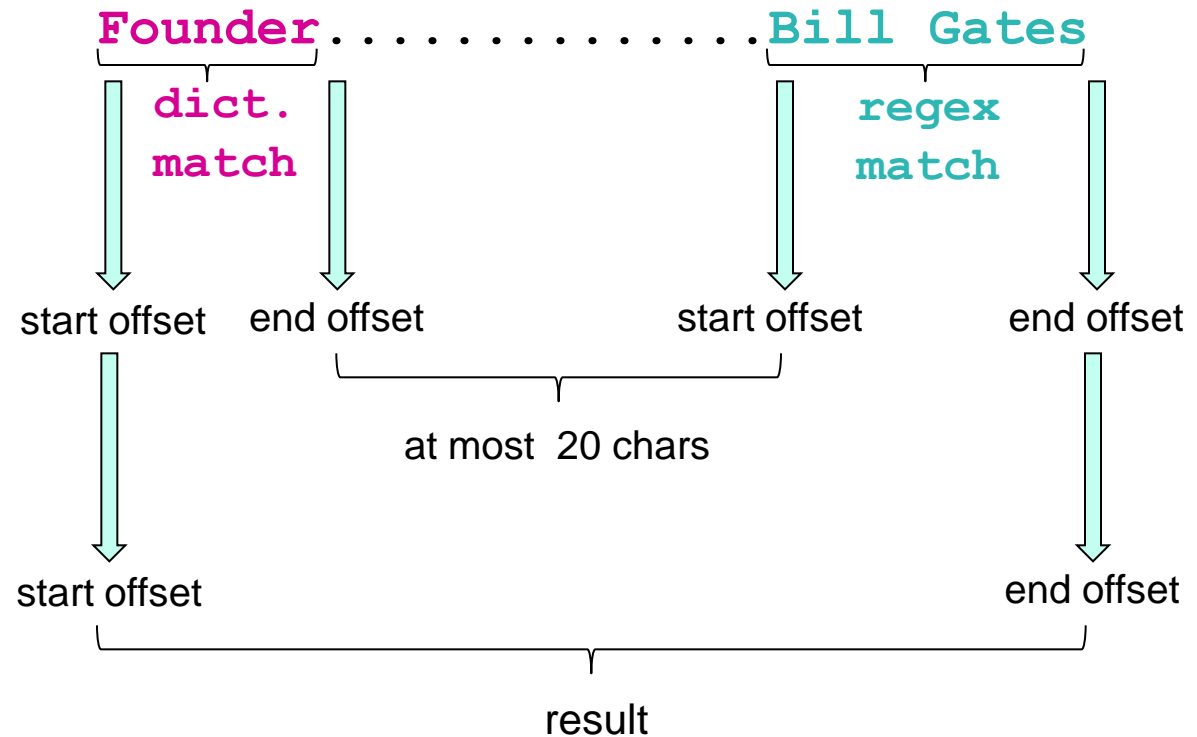 Founder..............Bill Gates
dict.
match
regex
match
start offset
end offset
start offset
end offset
at most 20 chars
start offset
end offset
result